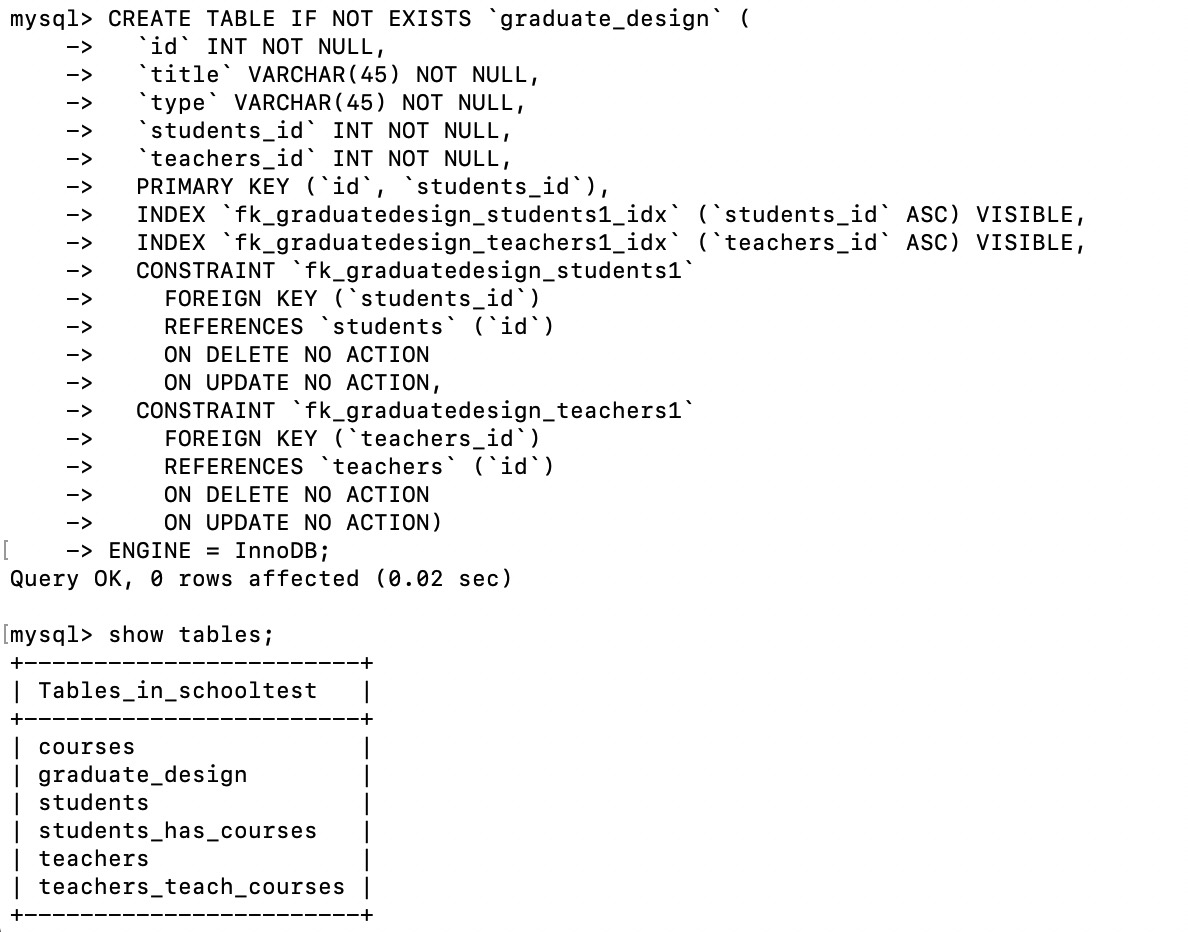 mysql> CREATE TABLE IF NOT EXISTS `graduate_design` (
    ->   `id` INT NOT NULL,
    ->   `title` VARCHAR(45) NOT NULL,
    ->   `type` VARCHAR(45) NOT NULL,
    ->   `students_id` INT NOT NULL,
    ->   `teachers_id` INT NOT NULL,
    ->   PRIMARY KEY (`id`, `students_id`),
    ->   INDEX `fk_graduatedesign_students1_idx` (`students_id` ASC) VISIBLE,
    ->   INDEX `fk_graduatedesign_teachers1_idx` (`teachers_id` ASC) VISIBLE,
    ->   CONSTRAINT `fk_graduatedesign_students1`
    ->     FOREIGN KEY (`students_id`)
    ->     REFERENCES `students` (`id`)
    ->     ON DELETE NO ACTION
    ->     ON UPDATE NO ACTION,
    ->   CONSTRAINT `fk_graduatedesign_teachers1`
    ->     FOREIGN KEY (`teachers_id`)
    ->     REFERENCES `teachers` (`id`)
    ->     ON DELETE NO ACTION
    ->     ON UPDATE NO ACTION)
[    -> ENGINE = InnoDB;
Query OK, 0 rows affected (0.02 sec)

[mysql> show tables;
+------------------------+
| Tables_in_schooltest   |
+------------------------+
| courses                |
| graduate_design        |
| students               |
| students_has_courses   |
| teachers               |
| teachers_teach_courses |
+------------------------+